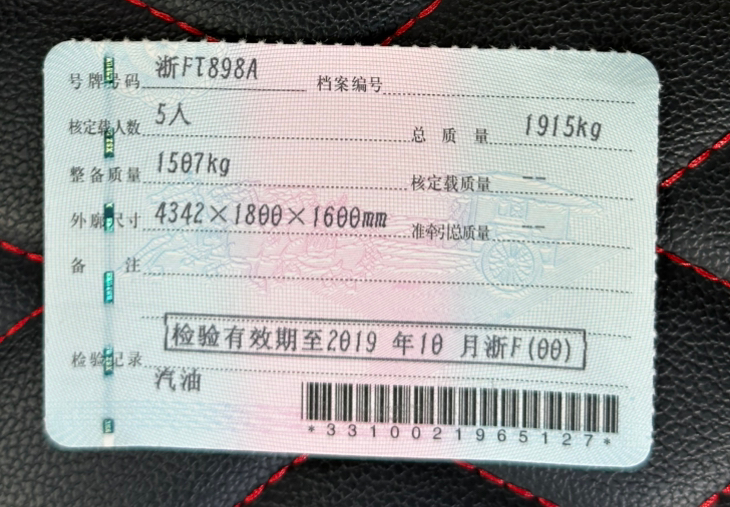 号牌号码 浙FT898A 档案编号
核定载人数 5人 总质量 1915kg
整备质量 1507kg 核定载质量 --
外廓尺寸 4342×1800×1600mm 准牵引总质量 --
备注
检验记录 检验有效期至2019年10月浙F(00)
汽油
*3310021965127*